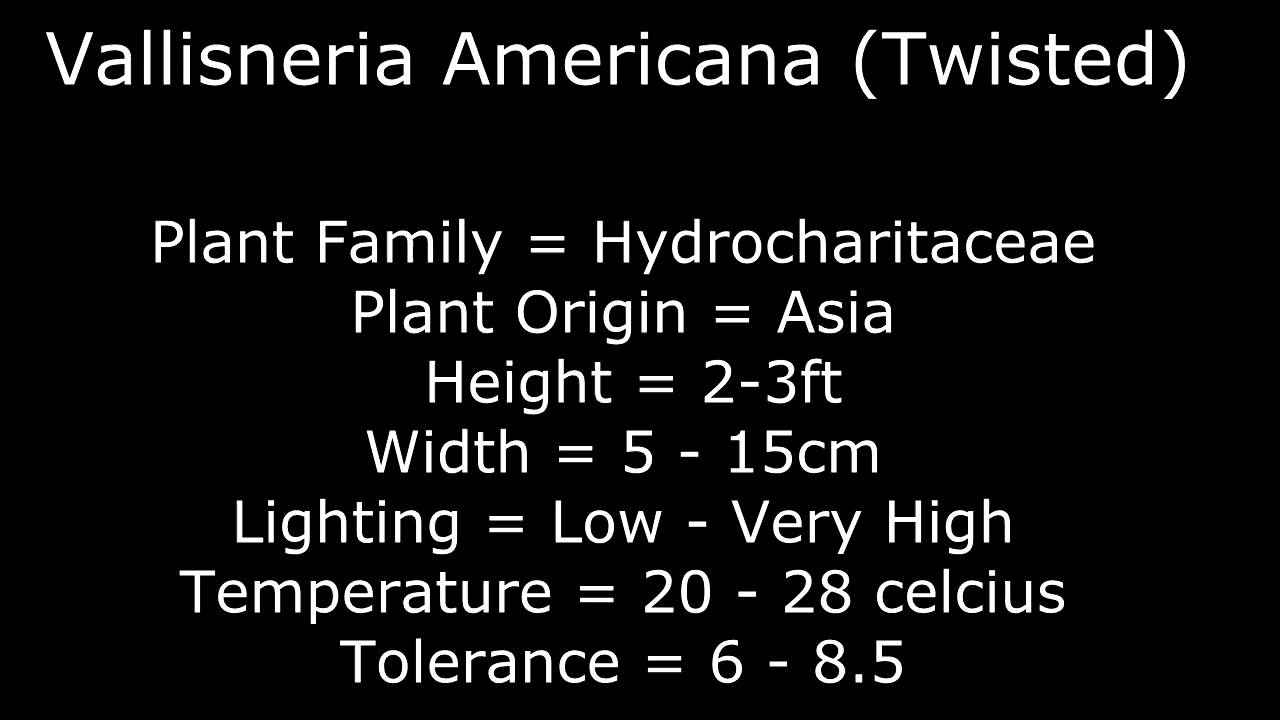 Vallisneria Americana (Twisted)
Plant Family = Hydrocharitaceae
Plant Origin = Asia
Height = 2-3ft
Width = 5 - 15cm
Lighting = Low - Very High
Temperature = 20 - 28 celcius
Tolerance = 6 - 8.5